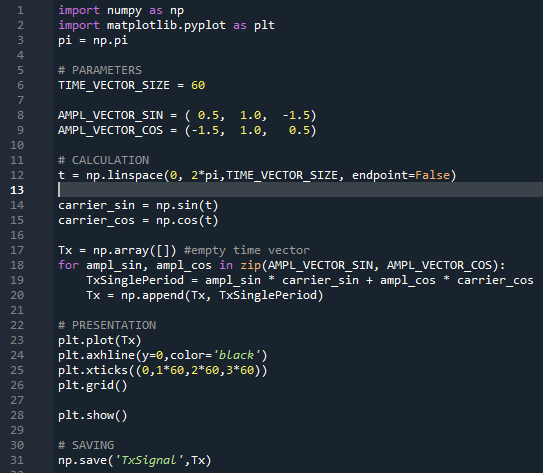 1 import numpy as np
2 import matplotlib.pyplot as plt
3 pi = np.pi
4
5 # PARAMETERS
6 TIME_VECTOR_SIZE = 60
7
8 AMPL_VECTOR_SIN = ( 0.5,  1.0,  -1.5)
9 AMPL_VECTOR_COS = (-1.5,  1.0,   0.5)
10
11 # CALCULATION
12 t = np.linspace(0, 2*pi,TIME_VECTOR_SIZE, endpoint=False)
13
14 carrier_sin = np.sin(t)
15 carrier_cos = np.cos(t)
16
17 Tx = np.array([]) #empty time vector
18 for ampl_sin, ampl_cos in zip(AMPL_VECTOR_SIN, AMPL_VECTOR_COS):
19     TxSinglePeriod = ampl_sin * carrier_sin + ampl_cos * carrier_cos
20     Tx = np.append(Tx, TxSinglePeriod)
21
22 # PRESENTATION
23 plt.plot(Tx)
24 plt.axhline(y=0,color='black')
25 plt.xticks((0,1*60,2*60,3*60))
26 plt.grid()
27
28 plt.show()
29
30 # SAVING
31 np.save('TxSignal',Tx)